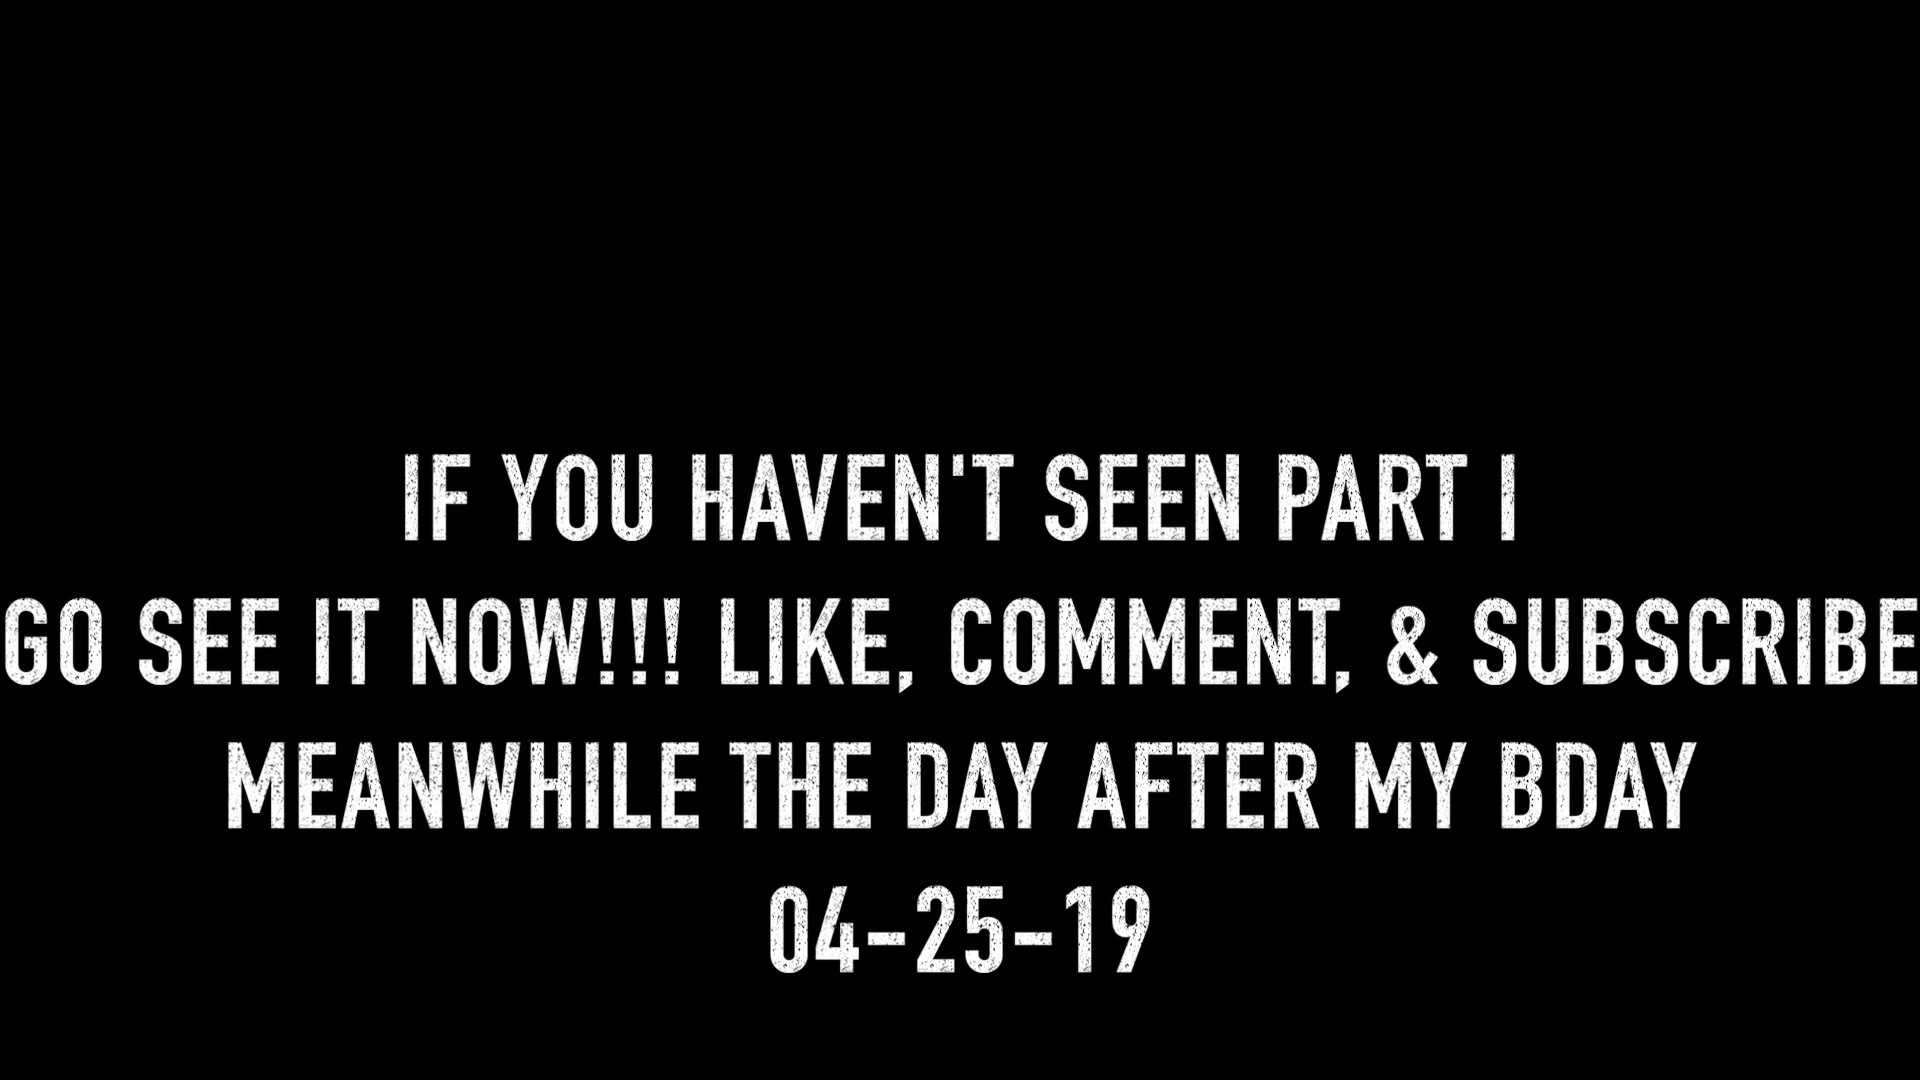 IF YOU HAVEN'T SEEN PART I
GO SEE IT NOW!!! LIKE, COMMENT, & SUBSCRIBE
MEANWHILE THE DAY AFTER MY BDAY
04-25-19